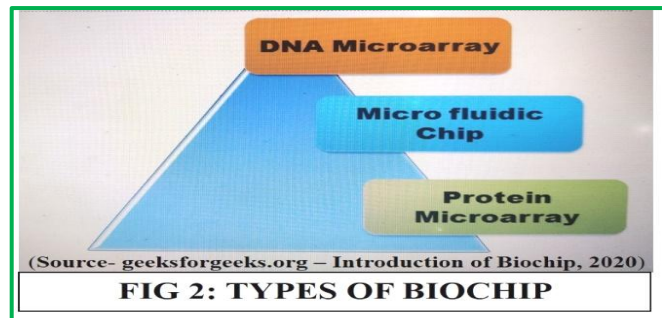 DNA Microarray
Micro fluidic
Chip
Protein
Microarray
(Source- geeksforgeeks.org – Introduction of Biochip, 2020)
FIG 2: TYPES OF BIOCHIP